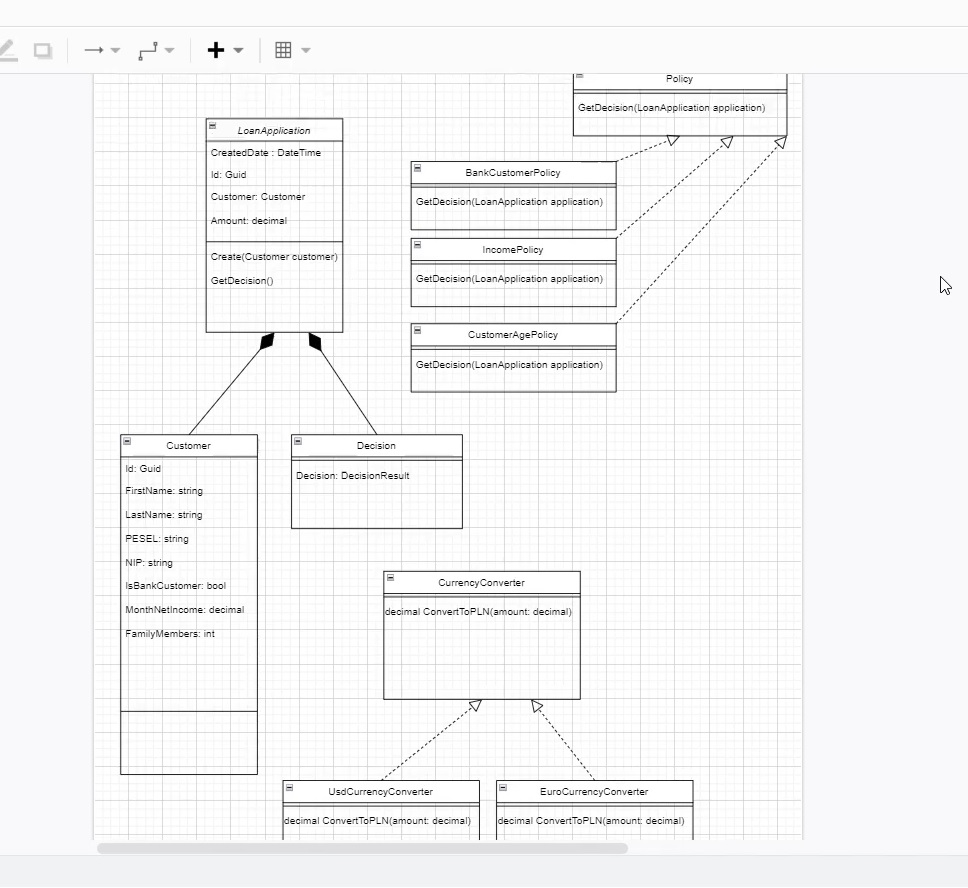 Policy
GetDecision(LoanApplication application)
LoanApplication
CreatedDate : DateTime
Id: Guid
Customer: Customer
Amount: decimal
Create(Customer customer)
GetDecision()
BankCustomerPolicy
GetDecision(LoanApplication application)
IncomePolicy
GetDecision(LoanApplication application)
CustomerAgePolicy
GetDecision(LoanApplication application)
Customer
Id: Guid
FirstName: string
LastName: string
PESEL: string
NIP: string
IsBankCustomer: bool
MonthNetIncome: decimal
FamilyMembers: int
Decision
Decision: DecisionResult
CurrencyConverter
decimal ConvertToPLN(amount: decimal)
UsdCurrencyConverter
decimal ConvertToPLN(amount: decimal)
EuroCurrencyConverter
decimal ConvertToPLN(amount: decimal)